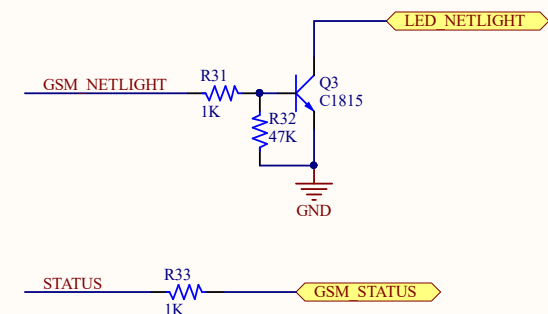 LED_NETLIGHT
GSM_NETLIGHT
R31
1K
Q3
C1815
R32
47K
GND
STATUS
R33
1K
GSM_STATUS